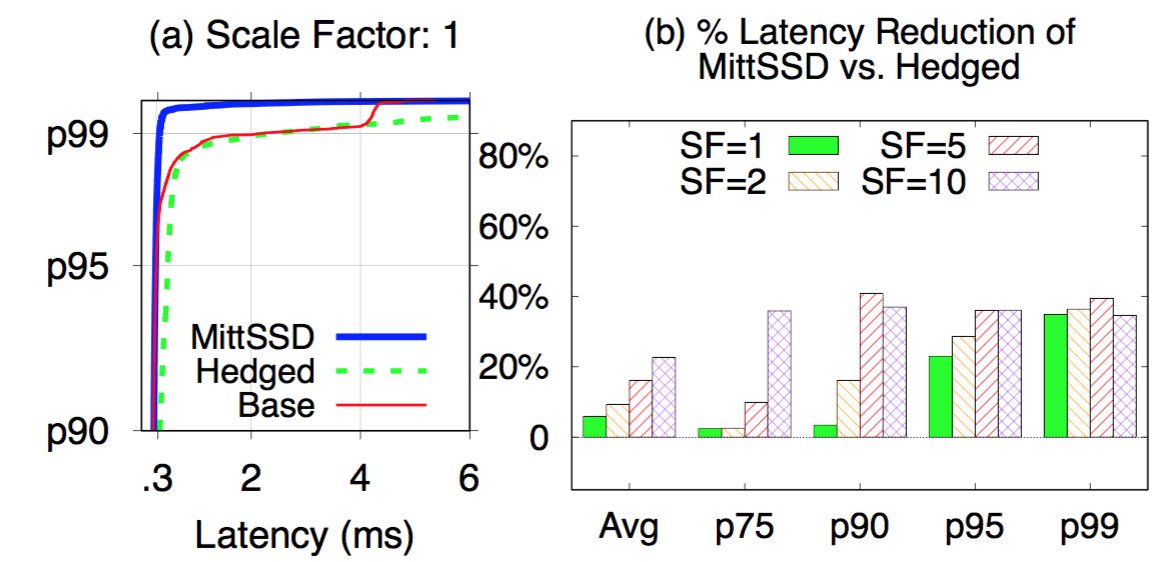 (a) Scale Factor: 1
p99
p95
p90
MittSSD
Hedged
Base
.3 2 4 6
Latency (ms)
(b) % Latency Reduction of
MittSSD vs. Hedged
80%
60%
40%
20%
0
SF=1 SF=5
SF=2 SF=10
Avg p75 p90 p95 p99